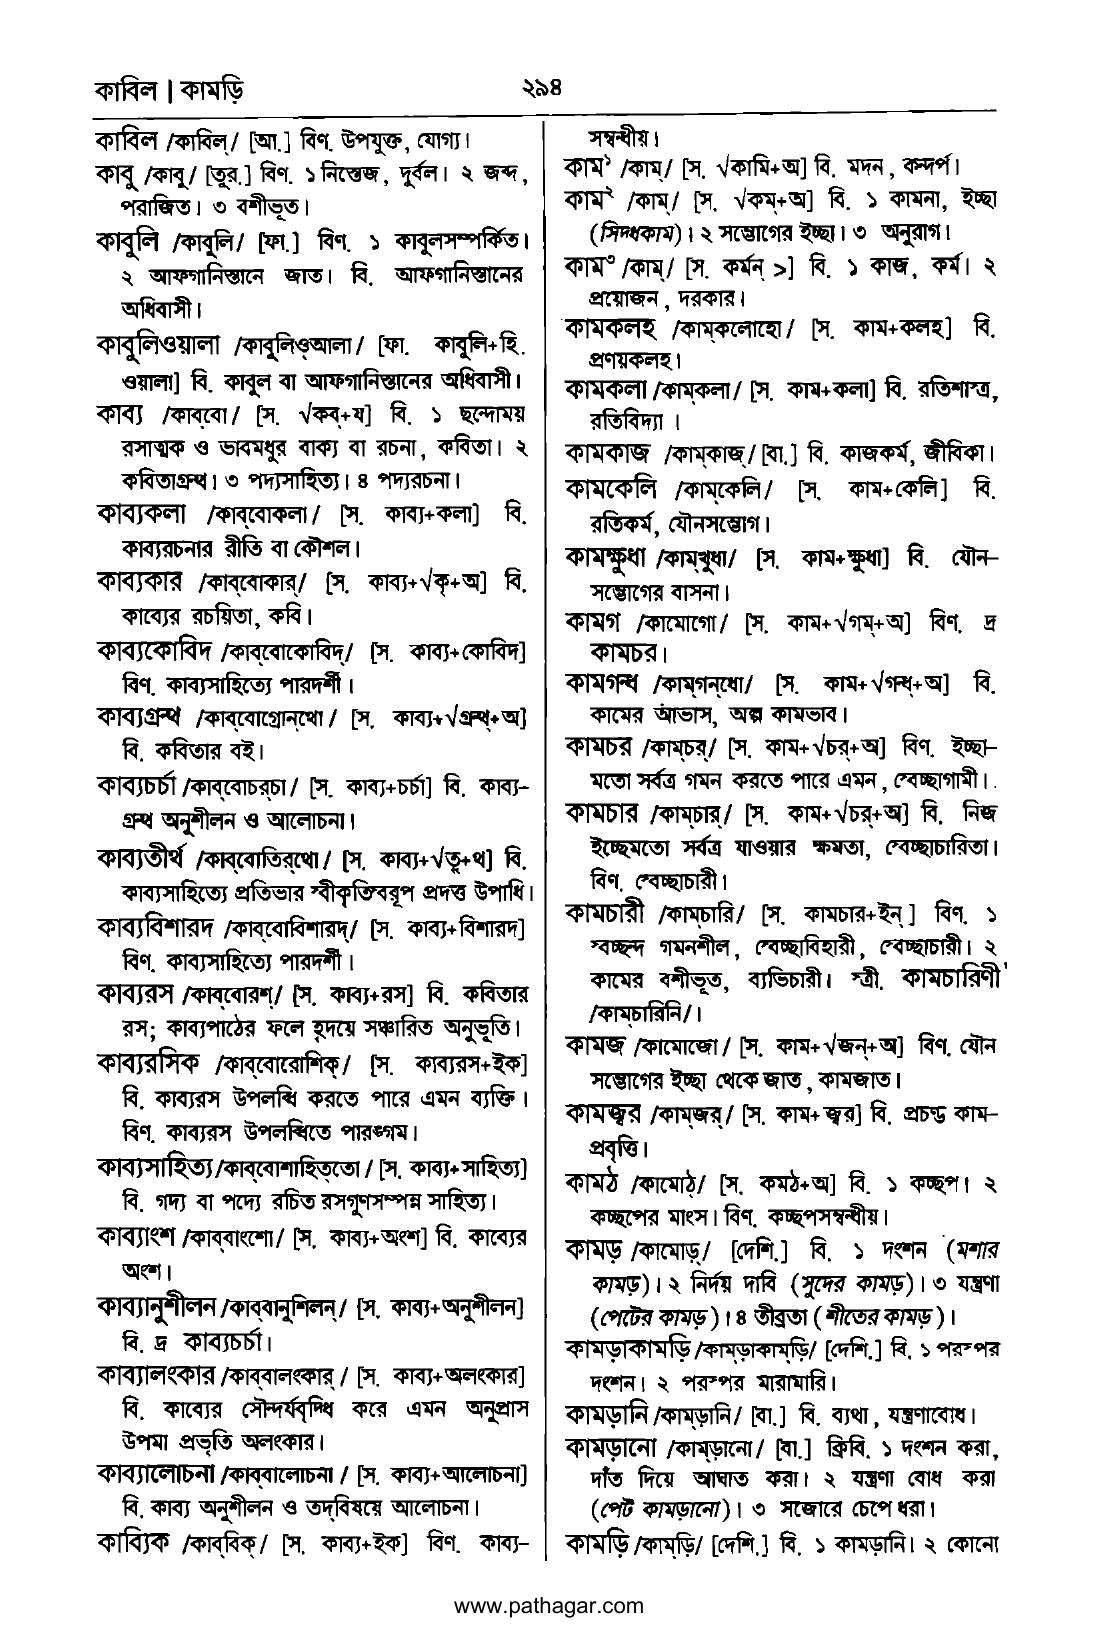 কাবিল | কামড়ি
২৯৪
কাবিল /কাবিল্/ [আ.] বিণ. উপযুক্ত, যোগ্য।
কাবু /কাবু/ [তুর.] বিণ. ১ নিস্তেজ, দুর্বল। ২ জব্দ,
পরাজিত। ৩ বশীভূত।
কাবুলি /কাবুলি/ [ফা.] বিণ. ১ কাবুলসম্পর্কিত।
২ আফগানিস্তানে জাত। বি. আফগানিস্তানের
অধিবাসী।
কাবুলিওয়ালা /কাবুলিওআলা/ [ফা. কাবুলি+হি.
ওয়ালা] বি. কাবুল বা আফগানিস্তানের অধিবাসী।
কাব্য /কাব্‌বো/ [স. √কব্+য] বি. ১ ছন্দোময়
রসাত্মক ও ভাবমধুর বাক্য বা রচনা, কবিতা। ২
কবিতাগ্রন্থ। ৩ পদ্যসাহিত্য। ৪ পদ্যরচনা।
কাব্যকলা /কাব্‌বোকলা/ [স. কাব্য+কলা] বি.
কাব্যরচনার রীতি বা কৌশল।
কাব্যকার /কাব্‌বোকার্/ [স. কাব্য+√কৃ+অ] বি.
কাব্যের রচয়িতা, কবি।
কাব্যকোবিদ /কাব্‌বোকোবিদ্/ [স. কাব্য+কোবিদ]
বিণ. কাব্যসাহিত্যে পারদর্শী।
কাব্যগ্রন্থ /কাব্‌বোগ্রোন্‌থো/ [স. কাব্য+√গ্রন্থ্+অ]
বি. কবিতার বই।
কাব্যচর্চা /কাব্‌বোচর্‌চা/ [স. কাব্য+চর্চা] বি. কাব্য–
গ্রন্থ অনুশীলন ও আলোচনা।
কাব্যতীর্থ /কাব্‌বোতির্‌থো/ [স. কাব্য+√তৃ+থ] বি.
কাব্যসাহিত্যে প্রতিভার স্বীকৃতিস্বরূপ প্রদত্ত উপাধি।
কাব্যবিশারদ /কাব্‌বোবিশারদ্/ [স. কাব্য+বিশারদ]
বিণ. কাব্যসাহিত্যে পারদর্শী।
কাব্যরস /কাব্‌বোরশ্/ [স. কাব্য+রস] বি. কবিতার
রস; কাব্যপাঠের ফলে হৃদয়ে সঞ্চারিত অনুভূতি।
কাব্যরসিক /কাব্‌বোরোশিক্/ [স. কাব্যরস+ইক]
বি. কাব্যরস উপলব্ধি করতে পারে এমন ব্যক্তি।
বিণ. কাব্যরস উপলব্ধিতে পারঙ্গম।
কাব্যসাহিত্য /কাব্‌বোশাহিত্‌তো/ [স. কাব্য+সাহিত্য]
বি. গদ্য বা পদ্যে রচিত রসগুণসম্পন্ন সাহিত্য।
কাব্যাংশ /কাব্‌বাংশো/ [স. কাব্য+অংশ] বি. কাব্যের
অংশ।
কাব্যানুশীলন /কাব্‌বানুশিলন্/ [স. কাব্য+অনুশীলন]
বি. দ্র কাব্যচর্চা।
কাব্যালংকার /কাব্‌বালংকার্/ [স. কাব্য+অলংকার]
বি. কাব্যের সৌন্দর্যবৃদ্ধি করে এমন অনুপ্রাস
উপমা প্রভৃতি অলংকার।
কাব্যালোচনা /কাব্‌বালোচনা/ [স. কাব্য+আলোচনা]
বি. কাব্য অনুশীলন ও তদ্‌বিষয়ে আলোচনা।
কাব্যিক /কাব্‌বিক্/ [স. কাব্য+ইক] বিণ. কাব্য–
সম্বন্ধীয়।
কাম১ /কাম্/ [স. √কামি+অ] বি. মদন, কন্দর্প।
কাম২ /কাম্/ [স. √কম্+অ] বি. ১ কামনা, ইচ্ছা
(সিদ্ধকাম)। ২ সম্ভোগের ইচ্ছা। ৩ অনুরাগ।
কাম৩ /কাম্/ [স. কর্মন্ >] বি. ১ কাজ, কর্ম। ২
প্রয়োজন, দরকার।
কামকলহ /কাম্‌কলোহো/ [স. কাম+কলহ] বি.
প্রণয়কলহ।
কামকলা /কাম্‌কলা/ [স. কাম+কলা] বি. রতিশাস্ত্র,
রতিবিদ্যা।
কামকাজ /কাম্‌কাজ্/ [বা.] বি. কাজকর্ম, জীবিকা।
কামকেলি /কাম্‌কেলি/ [স. কাম+কেলি] বি.
রতিকর্ম, যৌনসম্ভোগ।
কামক্ষুধা /কাম্‌খুধা/ [স. কাম+ক্ষুধা] বি. যৌন–
সম্ভোগের বাসনা।
কামগ /কামোগো/ [স. কাম+√গম্+অ] বিণ. দ্র
কামচর।
কামগন্ধ /কাম্‌গন্‌ধো/ [স. কাম+√গন্ধ্+অ] বি.
কামের আভাস, অল্প কামভাব।
কামচর /কাম্‌চর্/ [স. কাম+√চর্+অ] বিণ. ইচ্ছা–
মতো সর্বত্র গমন করতে পারে এমন, স্বেচ্ছাগামী।
কামচার /কাম্‌চার্/ [স. কাম+√চর্+অ] বি. নিজ
ইচ্ছেমতো সর্বত্র যাওয়ার ক্ষমতা, স্বেচ্ছাচারিতা।
বিণ. স্বেচ্ছাচারী।
কামচারী /কাম্‌চারি/ [স. কামচার+ইন্] বিণ. ১
স্বচ্ছন্দ গমনশীল, স্বেচ্ছাবিহারী, স্বেচ্ছাচারী। ২
কামের বশীভূত, ব্যভিচারী। স্ত্রী. কামচারিণী
/কাম্‌চারিনি/।
কামজ /কামোজো/ [স. কাম+√জন্+অ] বিণ. যৌন
সম্ভোগের ইচ্ছা থেকে জাত, কামজাত।
কামজ্বর /কাম্‌জর্/ [স. কাম+জ্বর] বি. প্রচণ্ড কাম–
প্রবৃত্তি।
কামঠ /কামোঠ্/ [স. কমঠ+অ] বি. ১ কচ্ছপ। ২
কচ্ছপের মাংস। বিণ. কচ্ছপসম্বন্ধীয়।
কামড় /কামোড়্/ [দেশি.] বি. ১ দংশন (মশার
কামড়)। ২ নির্দয় দাবি (সুদের কামড়)। ৩ যন্ত্রণা
(পেটের কামড়)। ৪ তীব্রতা (শীতের কামড়)।
কামড়াকামড়ি /কাম্‌ড়াকাম্‌ড়ি/ [দেশি.] বি. ১ পরস্পর
দংশন। ২ পরস্পর মারামারি।
কামড়ানি /কাম্‌ড়ানি/ [বা.] বি. ব্যথা, যন্ত্রণাবোধ।
কামড়ানো /কাম্‌ড়ানো/ [বা.] ক্রিবি. ১ দংশন করা,
দাঁত দিয়ে আঘাত করা। ২ যন্ত্রণা বোধ করা
(পেট কামড়ানো)। ৩ সজোরে চেপে ধরা।
কামড়ি /কাম্‌ড়ি/ [দেশি.] বি. ১ কামড়ানি। ২ কোনো
www.pathagar.com